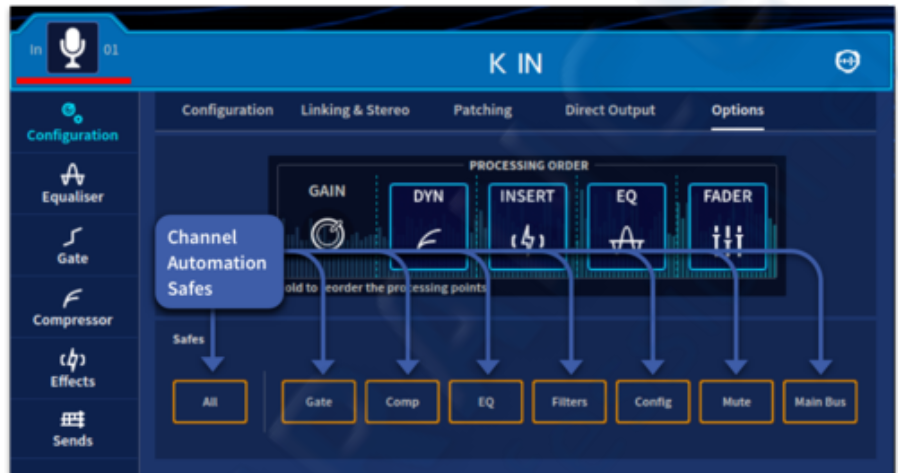 In 01
K IN
Configuration
Equaliser
Gate
Compressor
Effects
Sends
Configuration Linking & Stereo Patching Direct Output Options
PROCESSING ORDER
GAIN DYN INSERT EQ FADER
Channel
Automation
Safes
old to reorder the processing points
Safes
All Gate Comp EQ Filters Config Mute Main Bus